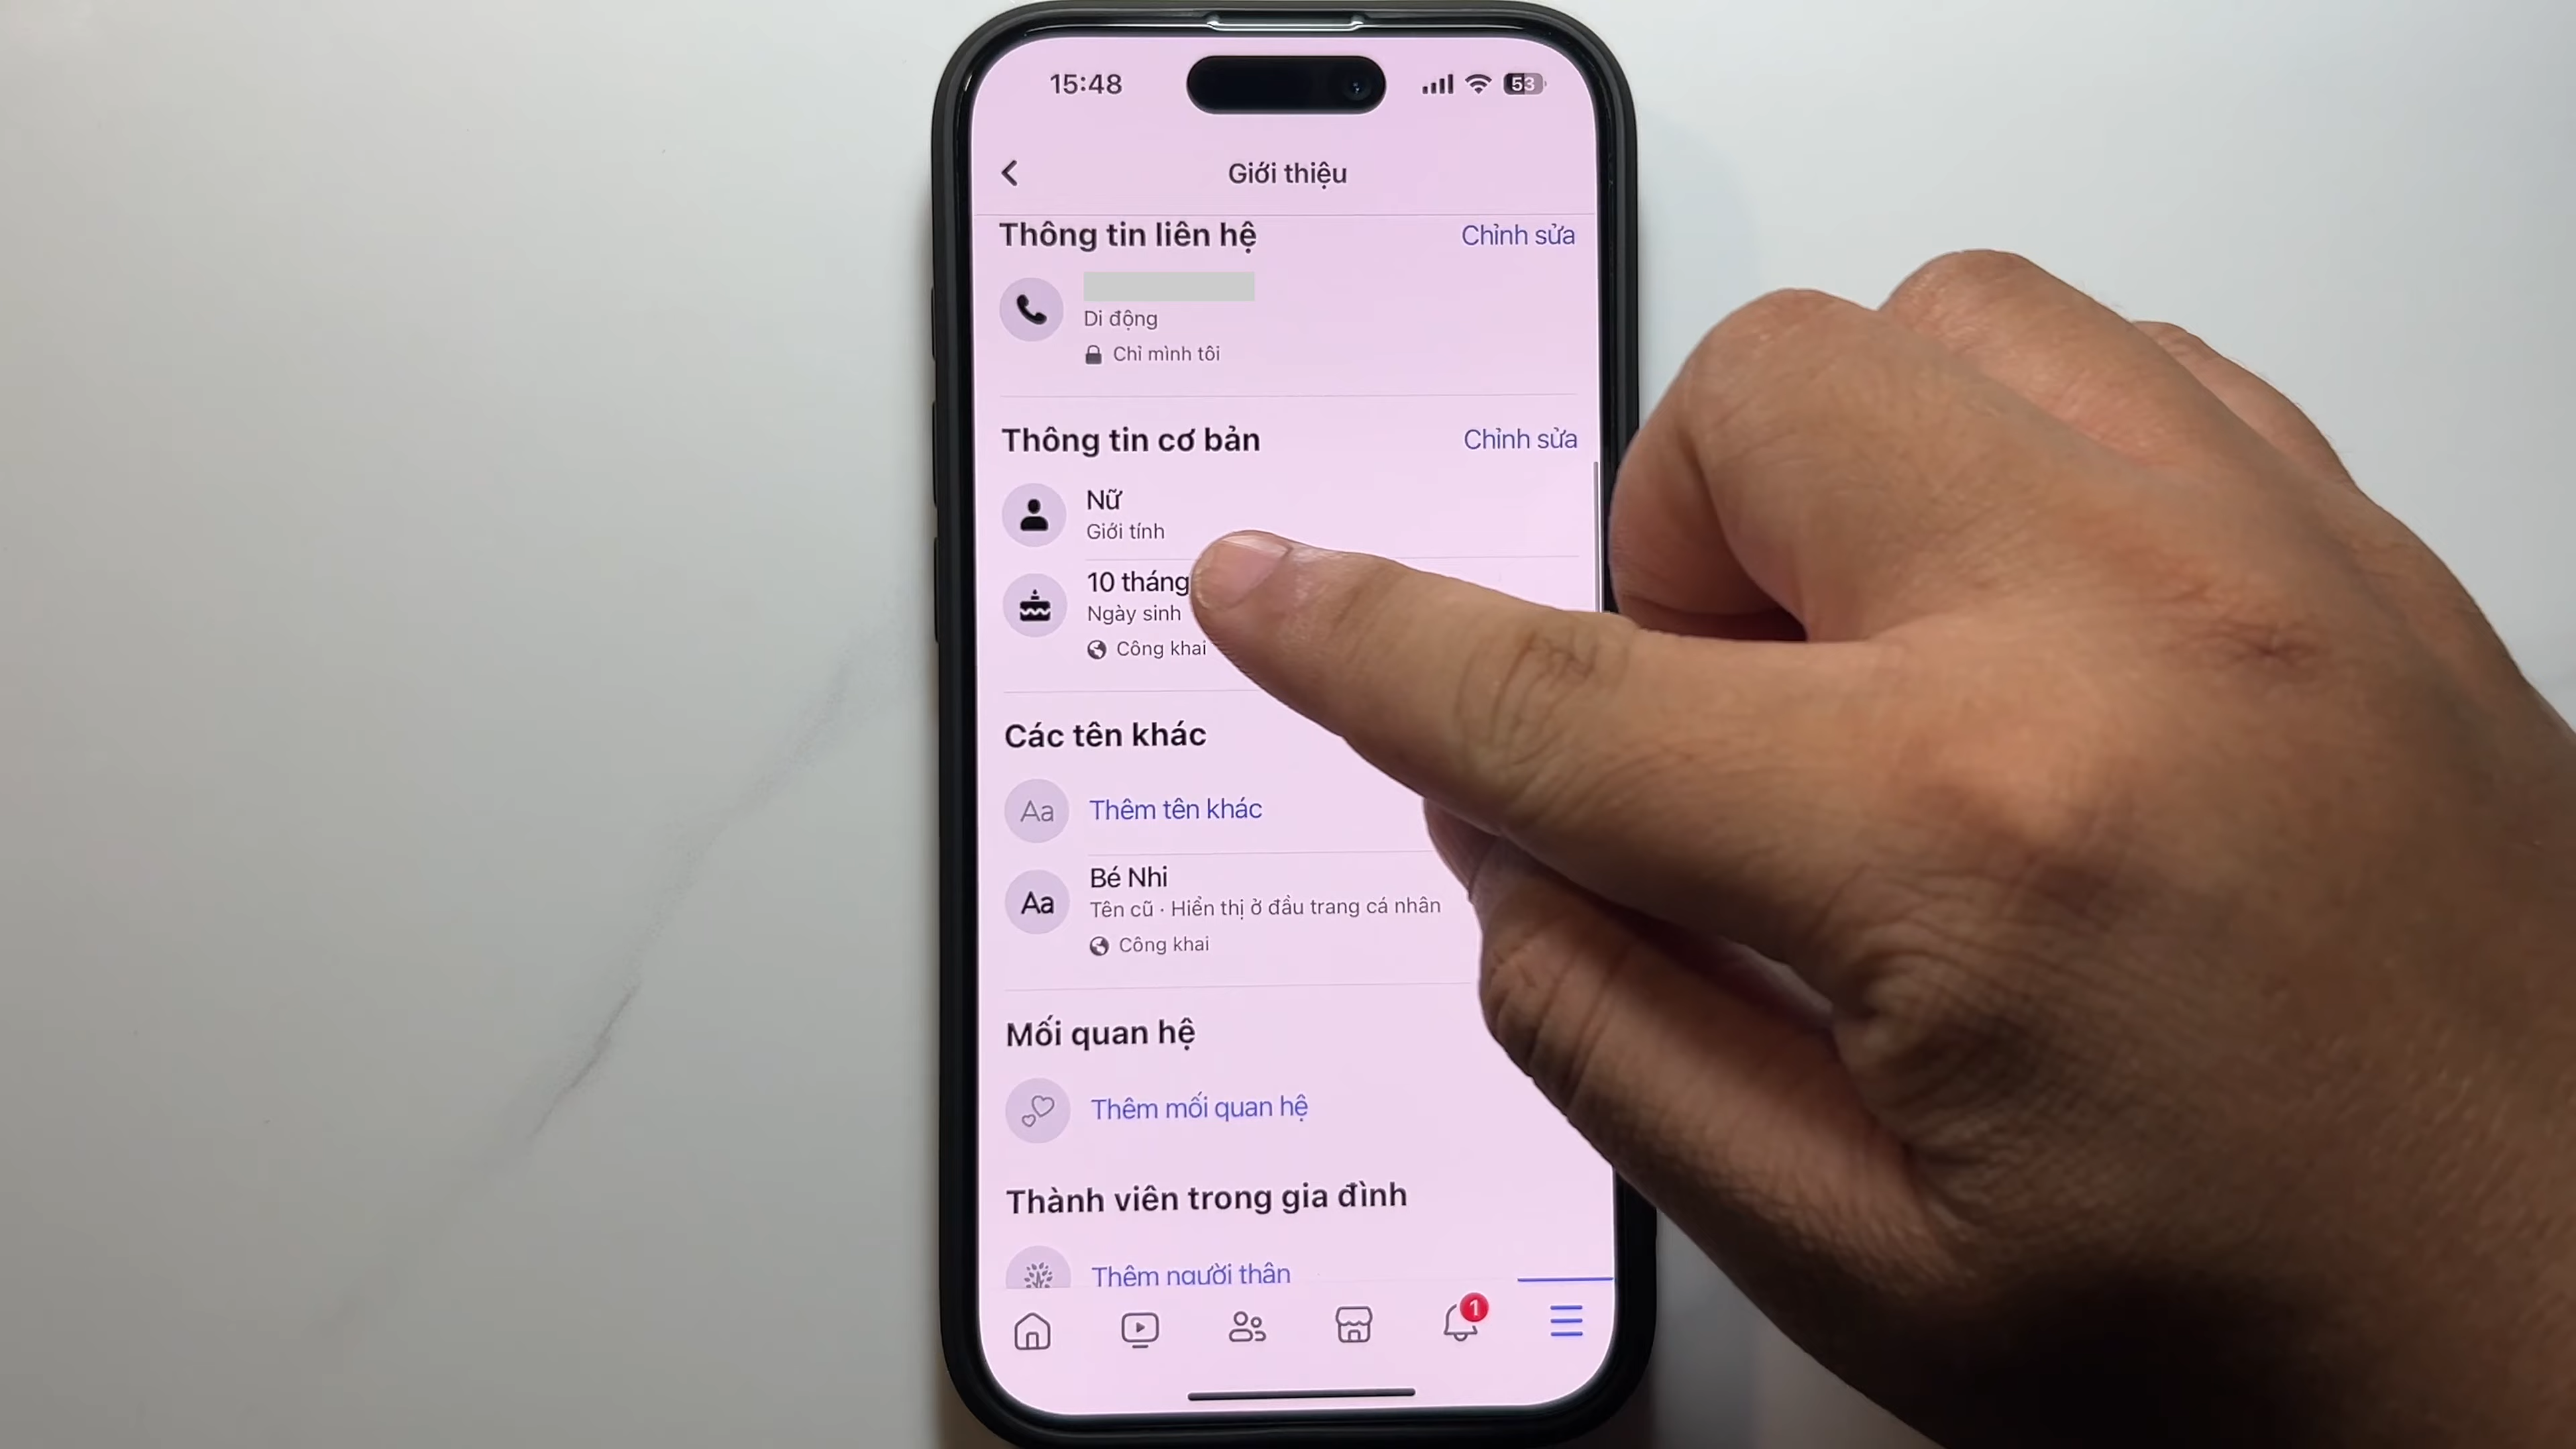 15:48
53
Giới thiệu
Thông tin liên hệ
Chỉnh sửa
Di động
Chỉ mình tôi
Thông tin cơ bản
Chỉnh sửa
Nữ
Giới tính
10 tháng
Ngày sinh
Công khai
Các tên khác
Aa
Thêm tên khác
Aa
Bé Nhi
Tên cũ · Hiển thị ở đầu trang cá nhân
Công khai
Mối quan hệ
Thêm mối quan hệ
Thành viên trong gia đình
Thêm người thân
1